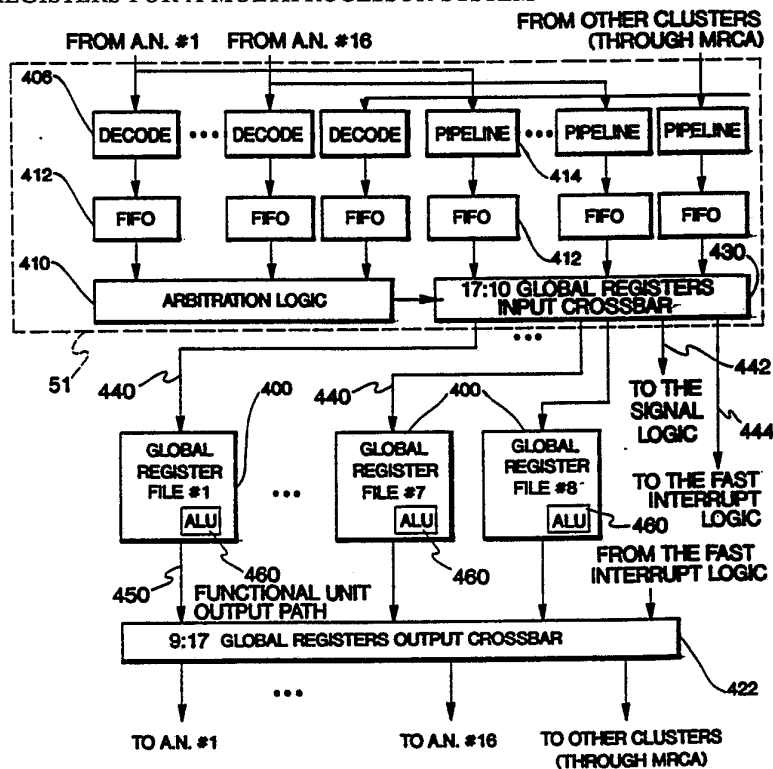 FROM OTHER CLUSTERS
(THROUGH MRCA)
FROM A.N. #1 FROM A.N. #16
406
DECODE ••• DECODE DECODE PIPELINE ••• PIPELINE PIPELINE
414
412
FIFO FIFO FIFO FIFO FIFO FIFO
412
430
410
ARBITRATION LOGIC
17:10 GLOBAL REGISTERS
INPUT CROSSBAR
•••
51
440 400 440 400
442
TO THE
SIGNAL
LOGIC
444
GLOBAL
REGISTER
FILE #1
ALU
•••
GLOBAL
REGISTER
FILE #7
ALU
GLOBAL
REGISTER
FILE #8
ALU
TO THE FAST
INTERRUPT
LOGIC
460
460
460
FROM THE FAST
INTERRUPT LOGIC
450
FUNCTIONAL UNIT
OUTPUT PATH
9:17 GLOBAL REGISTERS OUTPUT CROSSBAR
422
•••
TO A.N. #1 TO A.N. #16 TO OTHER CLUSTERS
(THROUGH MRCA)